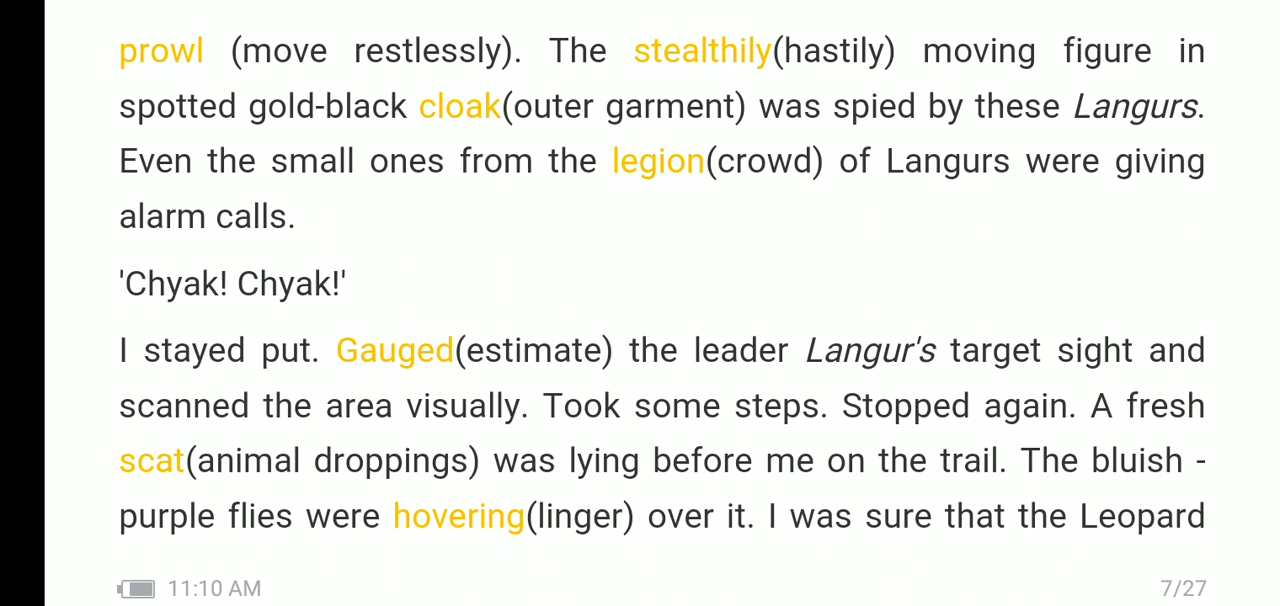 prowl (move restlessly). The stealthily(hastily) moving figure in
spotted gold-black cloak(outer garment) was spied by these Langurs.
Even the small ones from the legion(crowd) of Langurs were giving
alarm calls.
'Chyak! Chyak!'
I stayed put. Gauged(estimate) the leader Langur's target sight and
scanned the area visually. Took some steps. Stopped again. A fresh
scat(animal droppings) was lying before me on the trail. The bluish -
purple flies were hovering(linger) over it. I was sure that the Leopard
11:10 AM 7/27